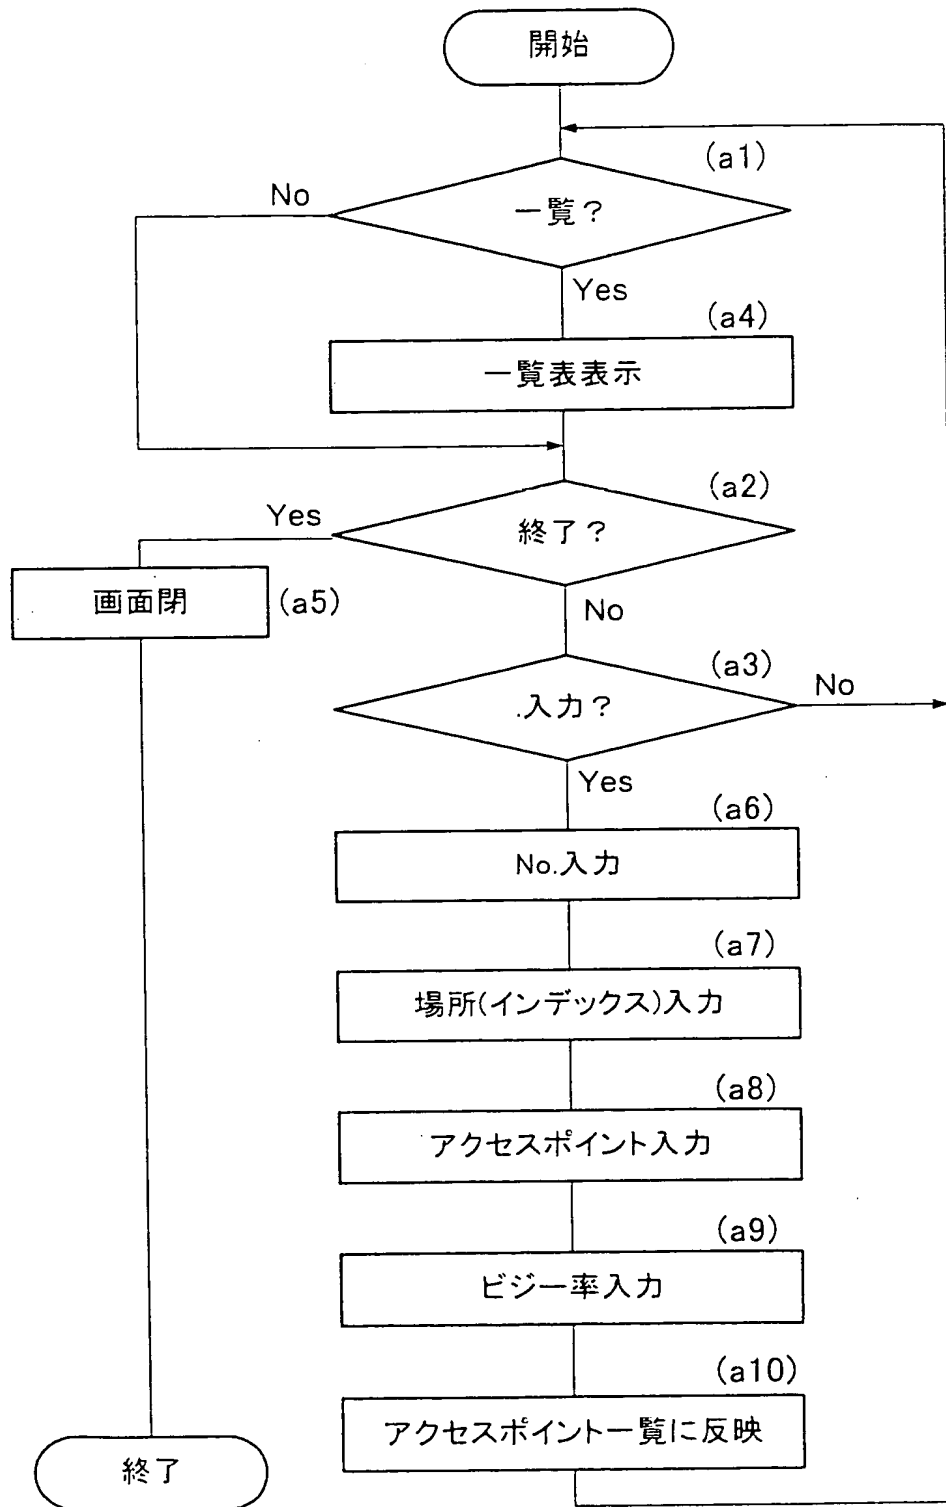 開始
(a1)
No
一覧?
Yes
(a4)
一覧表表示
(a2)
Yes
終了?
画面閉
(a5)
No
(a3)
入力?
No
Yes
(a6)
No.入力
(a7)
場所(インデックス)入力
(a8)
アクセスポイント入力
(a9)
ビジー率入力
(a10)
アクセスポイント一覧に反映
終了